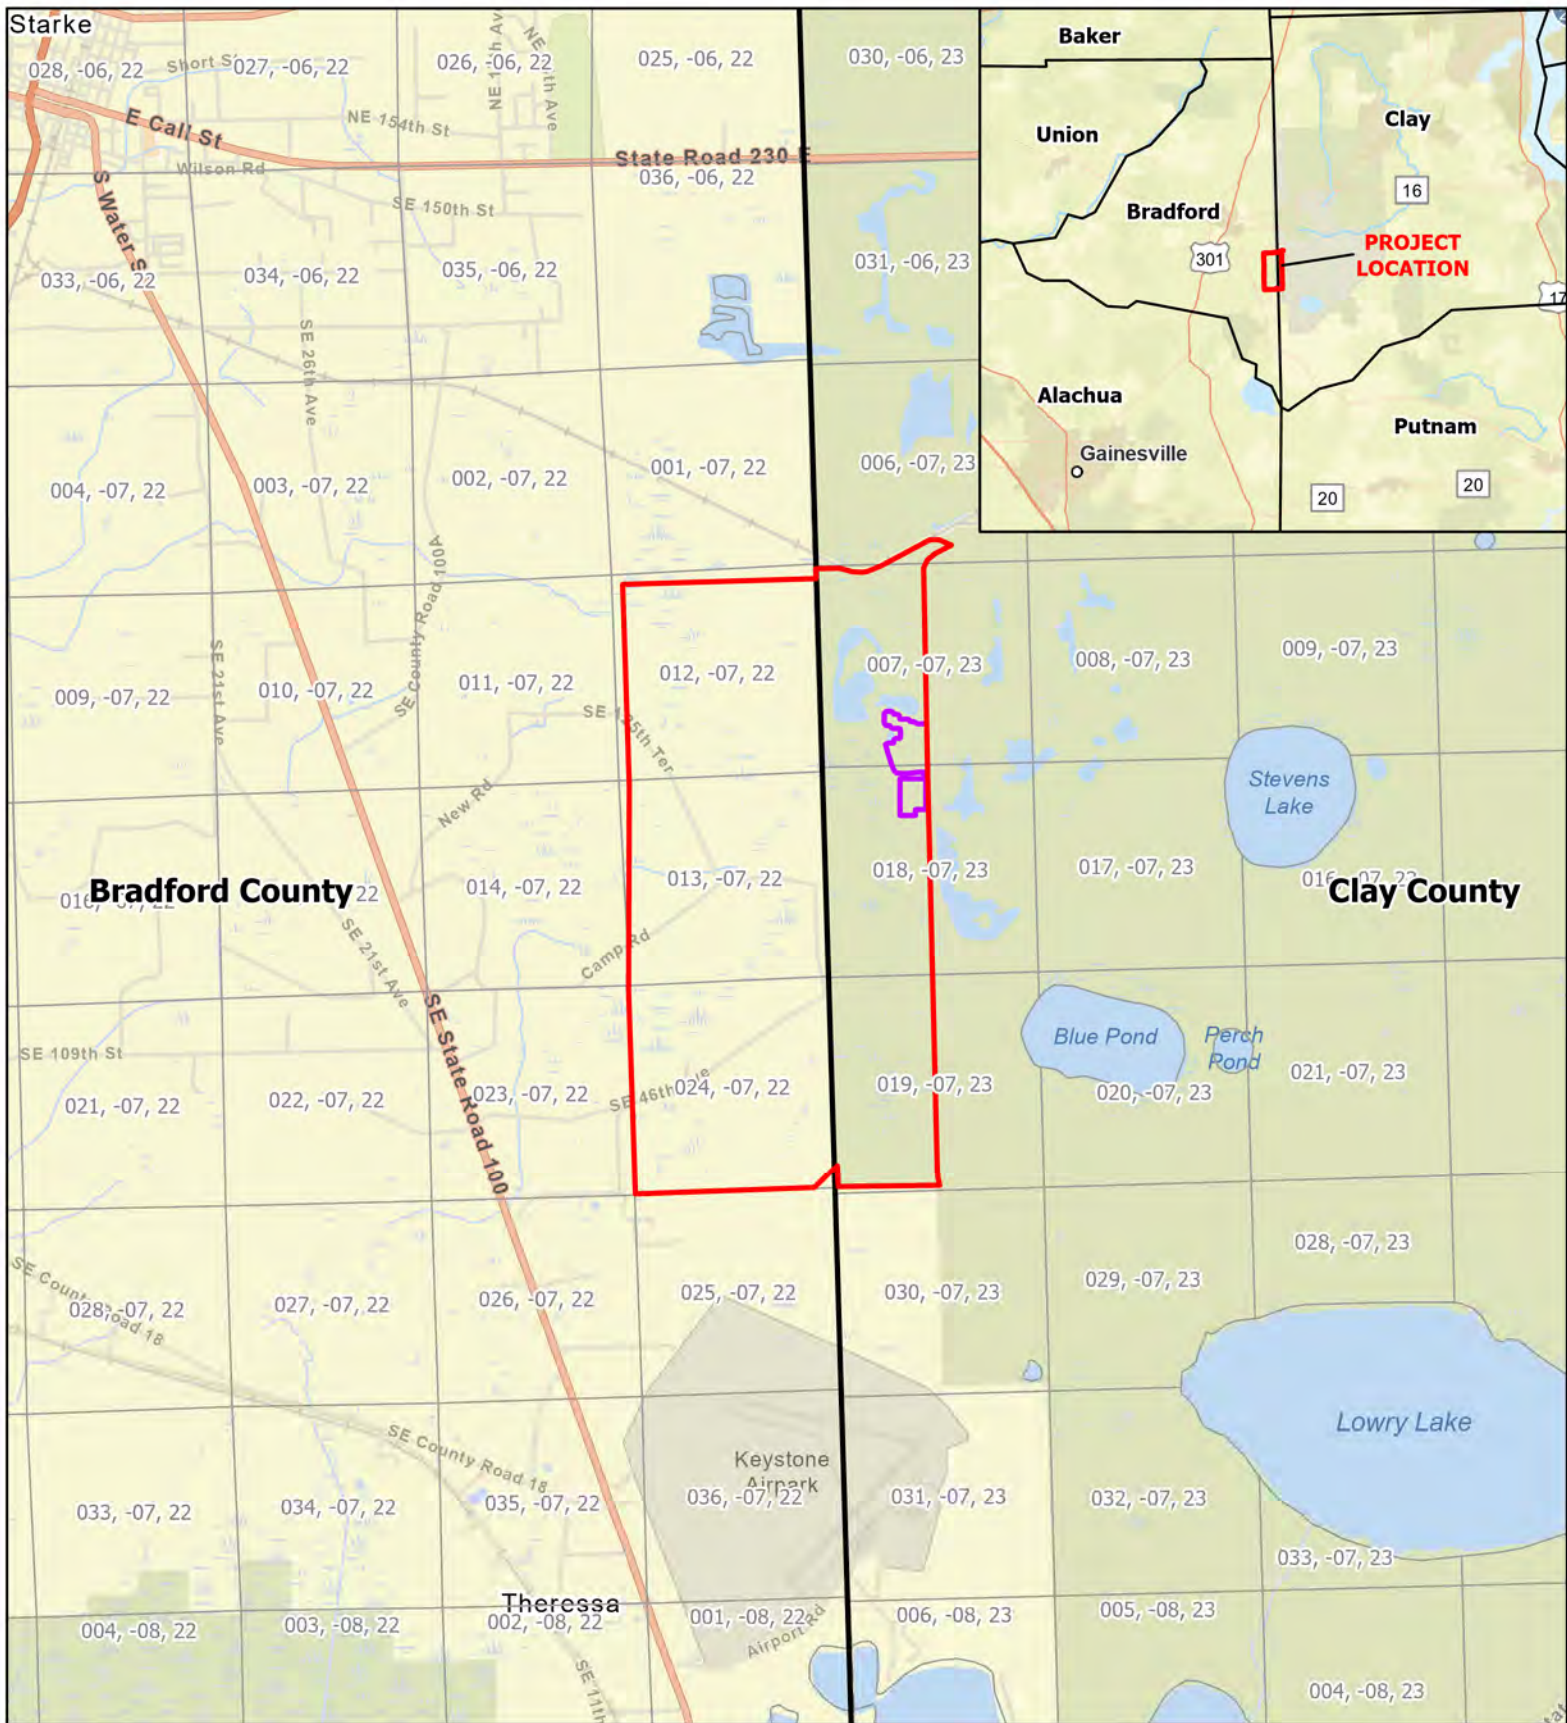 Starke
028, -06, 22
Short S
027, -06, 22
026, -06, 22
025, -06, 22
030, -06, 23
E Call St
NE 154th St
Wilson Rd
State Road 230 E
036, -06, 22
S Water S
SE 150th St
033, -06, 22
034, -06, 22
035, -06, 22
031, -06, 23
SE 26th Ave
004, -07, 22
003, -07, 22
002, -07, 22
001, -07, 22
006, -07, 23
SE County Road 100A
SE 21st Ave
009, -07, 22
010, -07, 22
011, -07, 22
012, -07, 22
007, -07, 23
008, -07, 23
009, -07, 23
New Rd
Stevens
Lake
Bradford County
22
014, -07, 22
013, -07, 22
018, -07, 23
017, -07, 23
Clay County
SE 21st Ave
Camp Rd
SE 109th St
SE State Road 100
Blue Pond
Perch
Pond
021, -07, 22
022, -07, 22
023, -07, 22
024, -07, 22
019, -07, 23
020, -07, 23
021, -07, 23
028, -07, 22
027, -07, 22
026, -07, 22
025, -07, 22
030, -07, 23
029, -07, 23
028, -07, 23
SE County Road 18
Lowry Lake
Keystone
Airpark
033, -07, 22
034, -07, 22
035, -07, 22
036, -07, 22
031, -07, 23
032, -07, 23
033, -07, 23
Theressa
004, -08, 22
003, -08, 22
002, -08, 22
001, -08, 22
006, -08, 23
005, -08, 23
Airport Rd
SE 11th
004, -08, 23
Baker
Union
Clay
16
Bradford
301
PROJECT
LOCATION
17
Alachua
Gainesville
Putnam
20
20